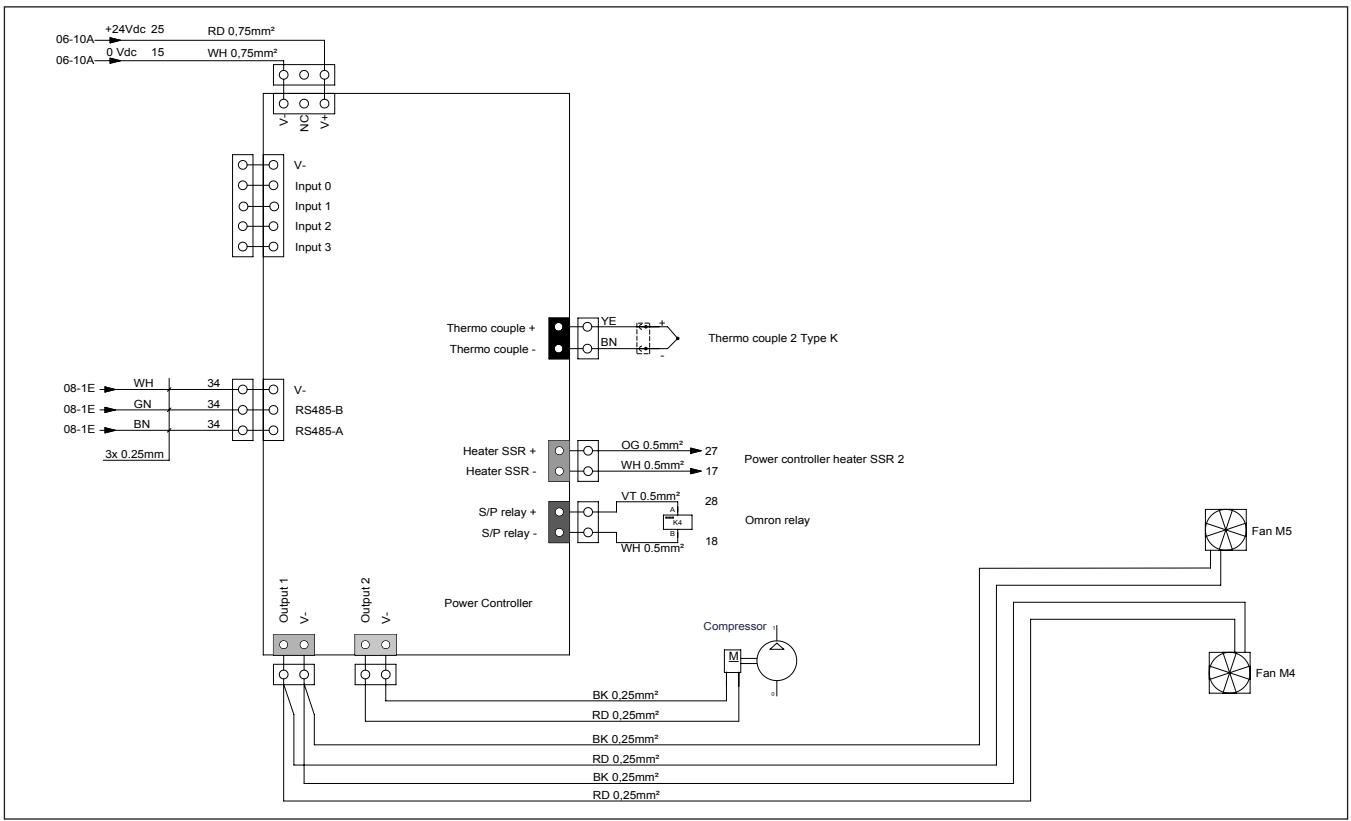 +24Vdc 25 RD 0,75mm²
06-10A
0 Vdc 15 WH 0,75mm²
06-10A
V- NC V+
V-
Input 0
Input 1
Input 2
Input 3
Thermo couple + YE +
Thermo couple 2 Type K
Thermo couple - BN -
08-1E WH 34 V-
08-1E GN 34 RS485-B
08-1E BN 34 RS485-A
3x 0.25mm
Heater SSR + OG 0.5mm² 27
Power controller heater SSR 2
Heater SSR - WH 0.5mm² 17
VT 0.5mm² 28
S/P relay + A
K4 Omron relay
S/P relay - B
WH 0.5mm² 18
Fan M5
Output 1 V- Output 2 V-
Power Controller
Compressor 1
M
Fan M4
0
BK 0,25mm²
RD 0,25mm²
BK 0,25mm²
RD 0,25mm²
BK 0,25mm²
RD 0,25mm²